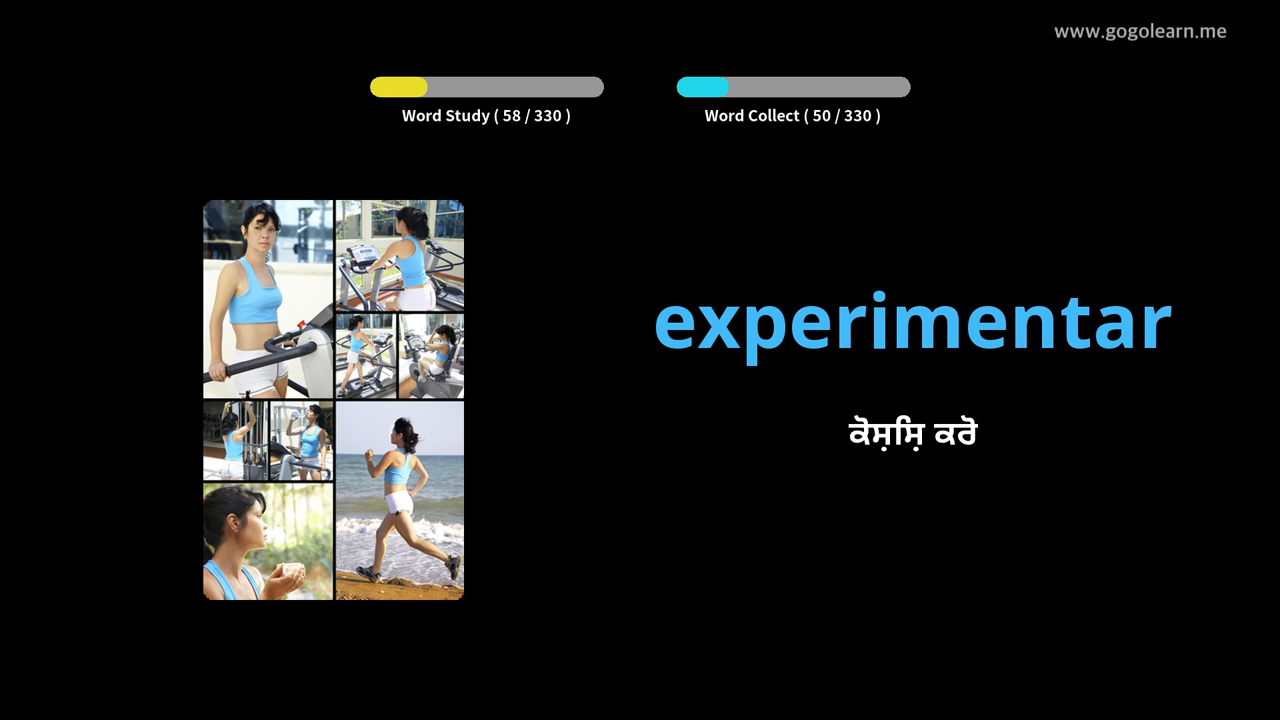 www.gogolearn.me
Word Study ( 58 / 330 )
Word Collect ( 50 / 330 )
experimentar
ਕੋਸ਼ਸ਼ਿ ਕਰੋ